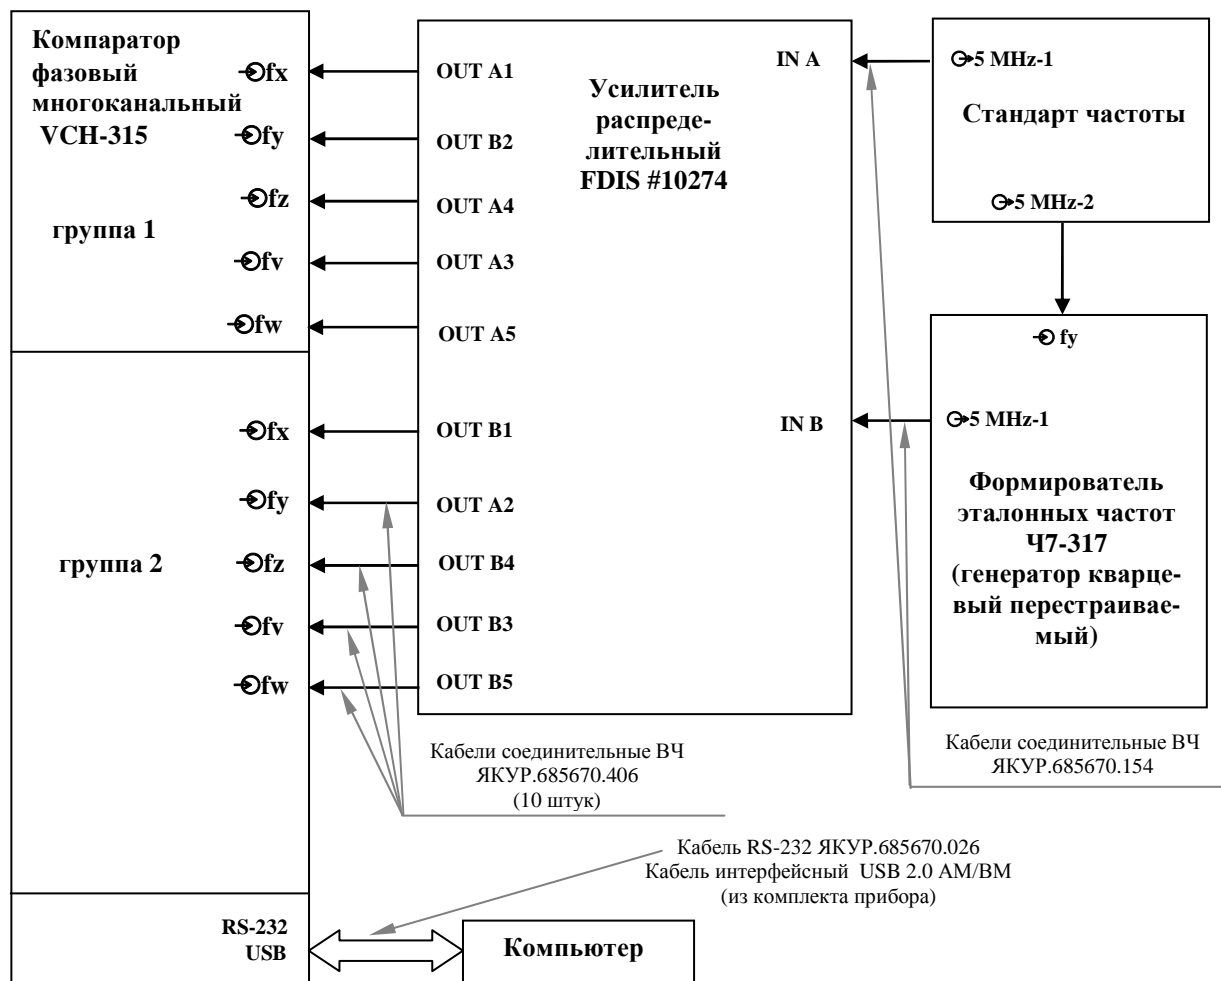 Компаратор
фазовый
многоканальный
VCH-315
fx
fy
fz
группа 1
fv
fw
fx
fy
группа 2
fz
fv
fw
RS-232
USB
OUT A1
OUT B2
OUT A4
OUT A3
OUT A5
OUT B1
OUT A2
OUT B4
OUT B3
OUT B5
Усилитель
распреде-
лительный
FDIS #10274
IN A
IN B
5 MHz-1
Стандарт частоты
5 MHz-2
fy
5 MHz-1
Формирователь
эталонных частот
Ч7-317
(генератор кварце-
вый перестраивае-
мый)
Кабели соединительные ВЧ
ЯКУР.685670.406
(10 штук)
Кабели соединительные ВЧ
ЯКУР.685670.154
Кабель RS-232 ЯКУР.685670.026
Кабель интерфейсный USB 2.0 AM/BM
(из комплекта прибора)
Компьютер